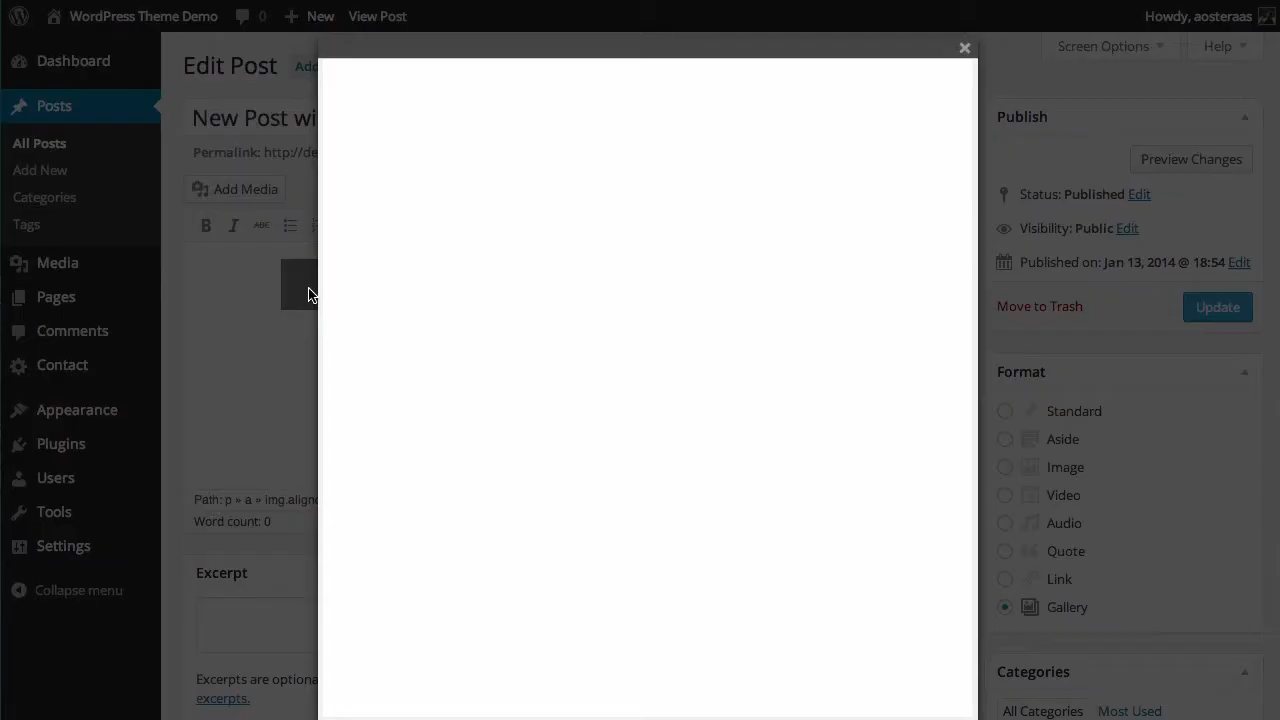 WordPress Theme Demo 0 New View Post Howdy, aosteraas
Dashboard
Posts
All Posts
Add New
Categories
Tags
Media
Pages
Comments
Contact
Appearance
Plugins
Users
Tools
Settings
Collapse menu
Screen Options Help
Edit Post Add
New Post wi
Permalink: http://de
Add Media
B I ABC
Path: p » a » img.aligno
Word count: 0
Excerpt
Excerpts are optiona
excerpts.
×
Publish
Preview Changes
Status: Published Edit
Visibility: Public Edit
Published on: Jan 13, 2014 @ 18:54 Edit
Move to Trash Update
Format
Standard
Aside
Image
Video
Audio
Quote
Link
Gallery
Categories
All Categories Most Used